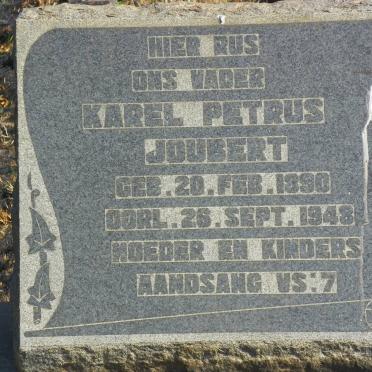 HIER RUS
ONS VADER
KAREL PETRUS
JOUBERT
GEB. 20. FEB. 1890
OORL. 26. SEPT. 1948
MOEDER EN KINDERS
AANDSANG VS: 7